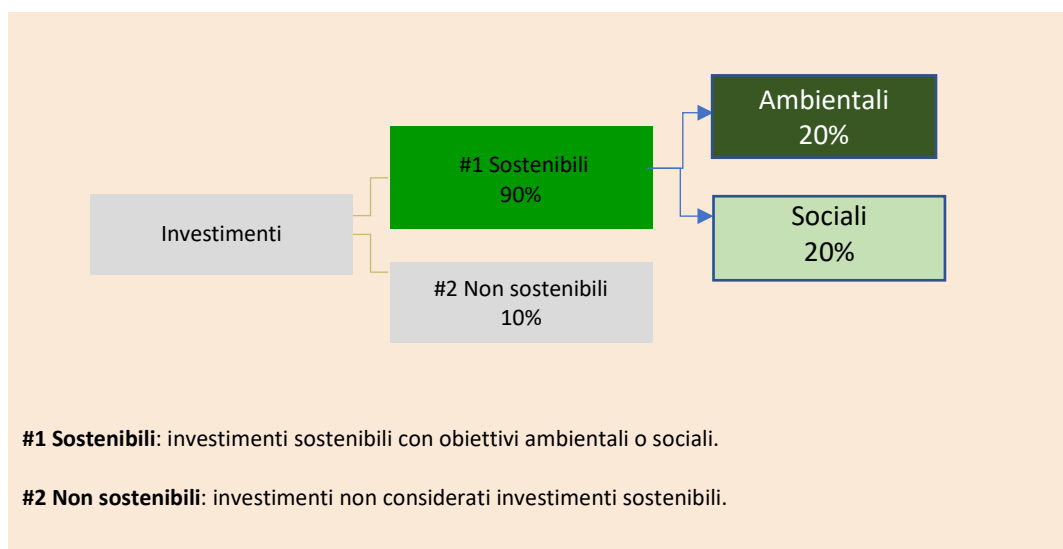 Ambientali
20%
#1 Sostenibili
90%
Sociali
20%
Investimenti
#2 Non sostenibili
10%
#1 Sostenibili: investimenti sostenibili con obiettivi ambientali o sociali.
#2 Non sostenibili: investimenti non considerati investimenti sostenibili.